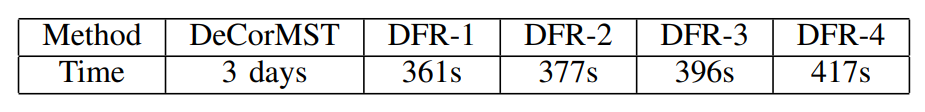 Method DeCorMST DFR-1 DFR-2 DFR-3 DFR-4
Time 3 days 361s 377s 396s 417s